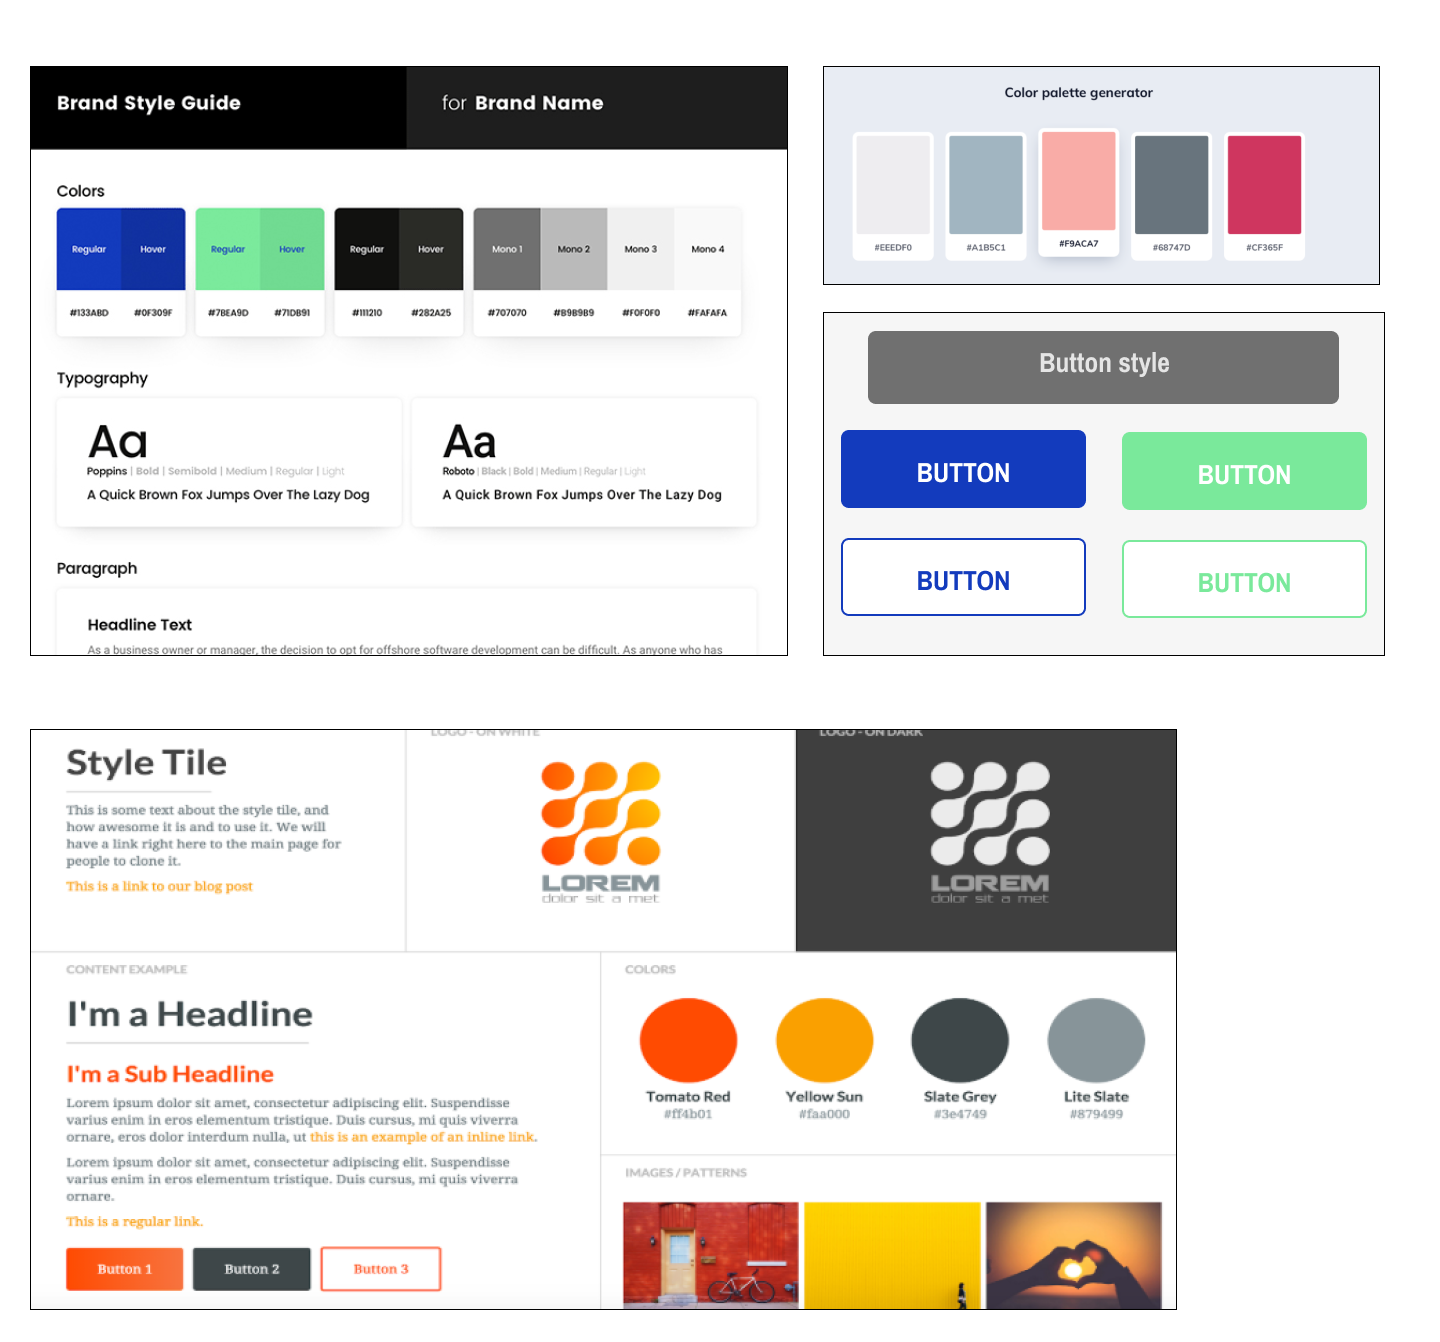 Brand Style Guide
for Brand Name
Colors
Regular Hover Regular Hover Regular Hover Mono 1 Mono 2 Mono 3 Mono 4
#133ABD #0F309F #7BEA9D #71DB91 #111210 #282A25 #707070 #B9B9B9 #F0F0F0 #FAFAFA
Typography
Aa
Poppins | Bold | Semibold | Medium | Regular | Light
A Quick Brown Fox Jumps Over The Lazy Dog
Aa
Roboto | Black | Bold | Medium | Regular | Light
A Quick Brown Fox Jumps Over The Lazy Dog
Paragraph
Headline Text
As a business owner or manager, the decision to opt for offshore software development can be difficult. As anyone who has
Color palette generator
#EEEDF0 #A1B5C1 #F9ACA7 #68747D #CF365F
Button style
BUTTON BUTTON
BUTTON BUTTON
Style Tile
This is some text about the style tile, and
how awesome it is and to use it. We will
have a link right here to the main page for
people to clone it.
This is a link to our blog post
LOGO - ON WHITE
LOREM
dolor sit a met
LOGO - ON DARK
LOREM
dolor sit a met
CONTENT EXAMPLE
I'm a Headline
I'm a Sub Headline
Lorem ipsum dolor sit amet, consectetur adipiscing elit. Suspendisse
varius enim in eros elementum tristique. Duis cursus, mi quis viverra
ornare, eros dolor interdum nulla, ut this is an example of an inline link.
Lorem ipsum dolor sit amet, consectetur adipiscing elit. Suspendisse
varius enim in eros elementum tristique. Duis cursus, mi quis viverra
ornare.
This is a regular link.
Button 1 Button 2 Button 3
COLORS
Tomato Red Yellow Sun Slate Grey Lite Slate
#ff4b01 #faa000 #3e4749 #879499
IMAGES / PATTERNS